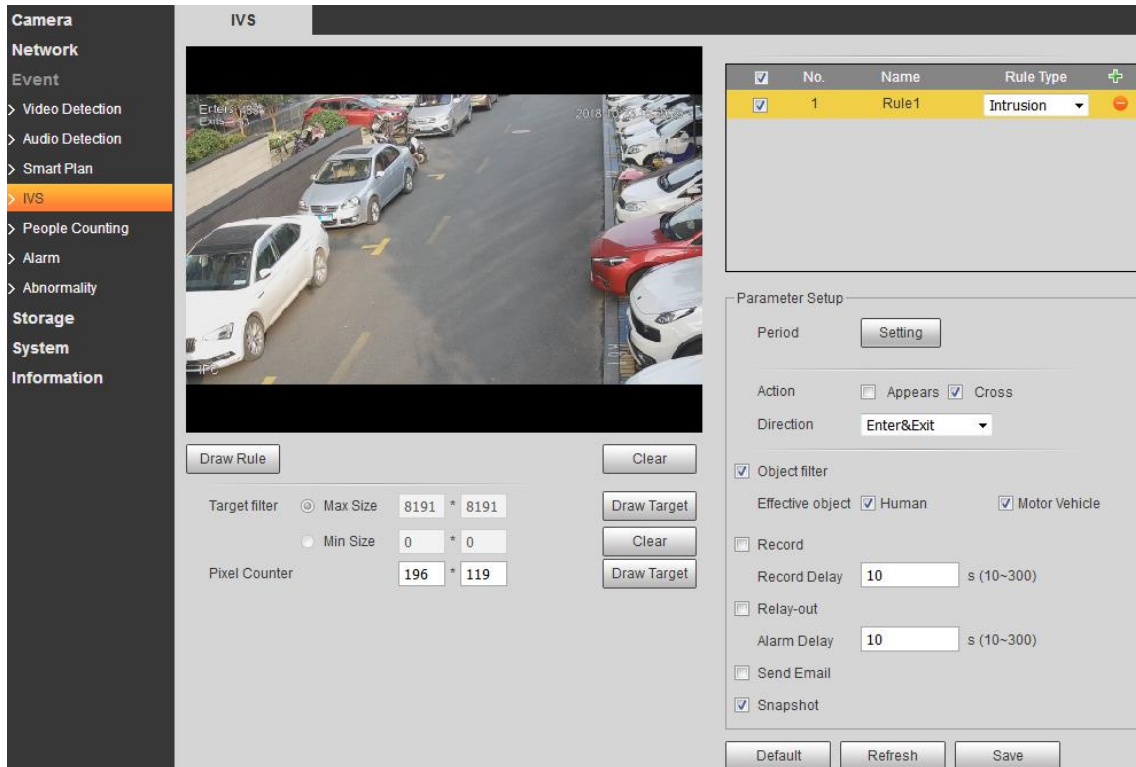 Camera
Network
Event
Video Detection
Audio Detection
Smart Plan
IVS
People Counting
Alarm
Abnormality
Storage
System
Information
IVS
Enters
Exits
2018
IPC
Draw Rule
Clear
Target filter Max Size 8191 * 8191 Draw Target
Min Size 0 * 0 Clear
Pixel Counter 196 * 119 Draw Target
No. Name Rule Type
1 Rule1 Intrusion
Parameter Setup
Period Setting
Action Appears Cross
Direction Enter&Exit
Object filter
Effective object Human Motor Vehicle
Record
Record Delay 10 s (10~300)
Relay-out
Alarm Delay 10 s (10~300)
Send Email
Snapshot
Default Refresh Save